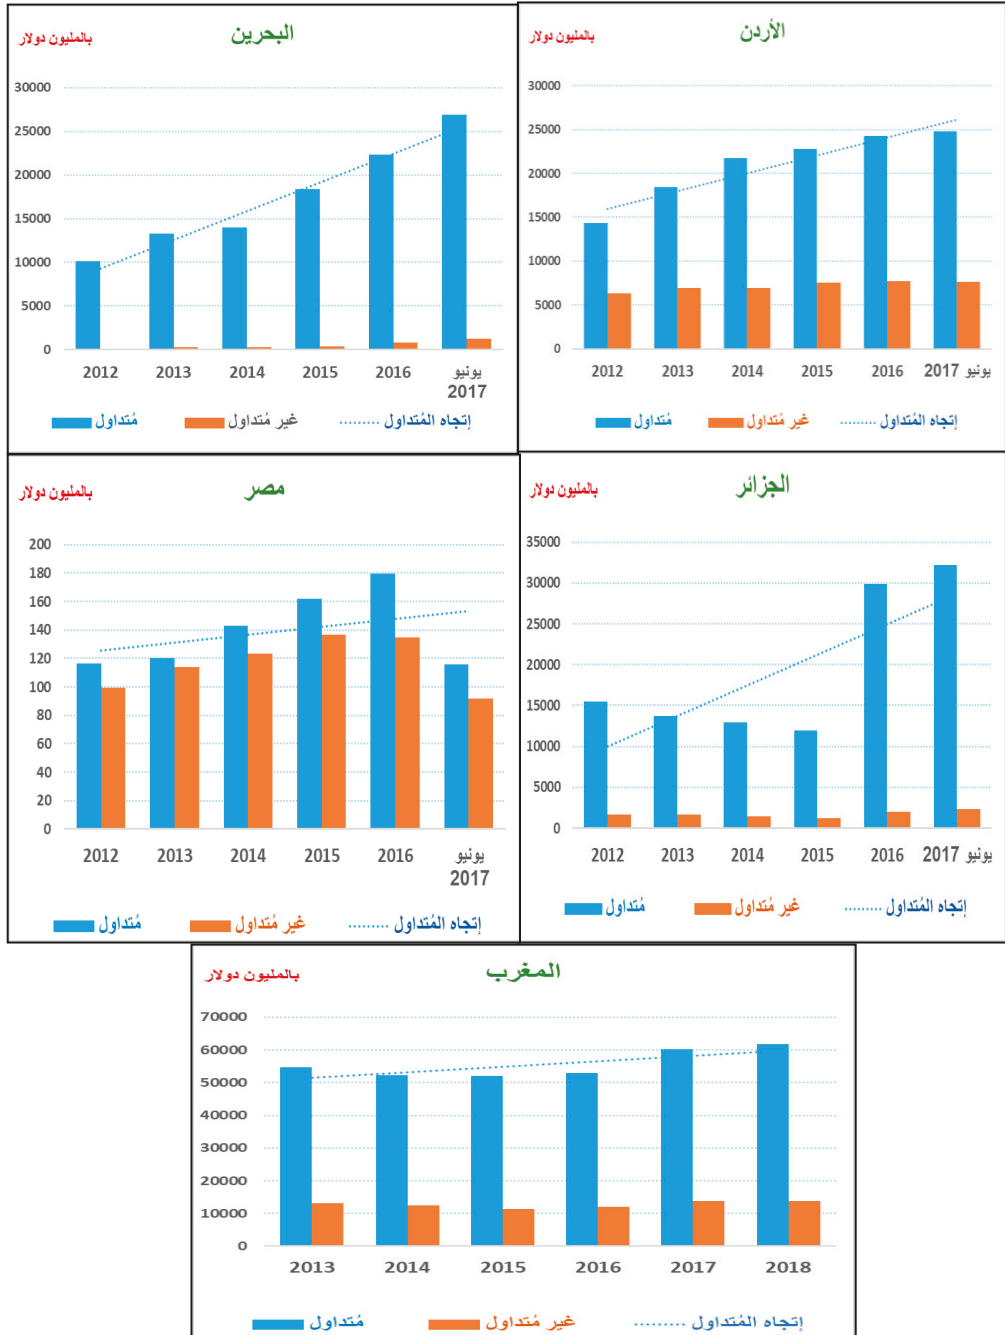 البحرين
بالمليون دولار
30000
25000
20000
15000
10000
5000
0
2012 2013 2014 2015 2016 يونيو
2017
مُتداول غير مُتداول إتجاه المُتداول
الأردن
بالمليون دولار
30000
25000
20000
15000
10000
5000
0
2012 2013 2014 2015 2016 يونيو 2017
مُتداول غير مُتداول إتجاه المُتداول
مصر
بالمليون دولار
200
180
160
140
120
100
80
60
40
20
0
2012 2013 2014 2015 2016 يونيو
2017
مُتداول غير مُتداول إتجاه المُتداول
الجزائر
بالمليون دولار
35000
30000
25000
20000
15000
10000
5000
0
2012 2013 2014 2015 2016 يونيو 2017
مُتداول غير مُتداول إتجاه المُتداول
المغرب
بالمليون دولار
70000
60000
50000
40000
30000
20000
10000
0
2013 2014 2015 2016 2017 2018
مُتداول غير مُتداول إتجاه المُتداول